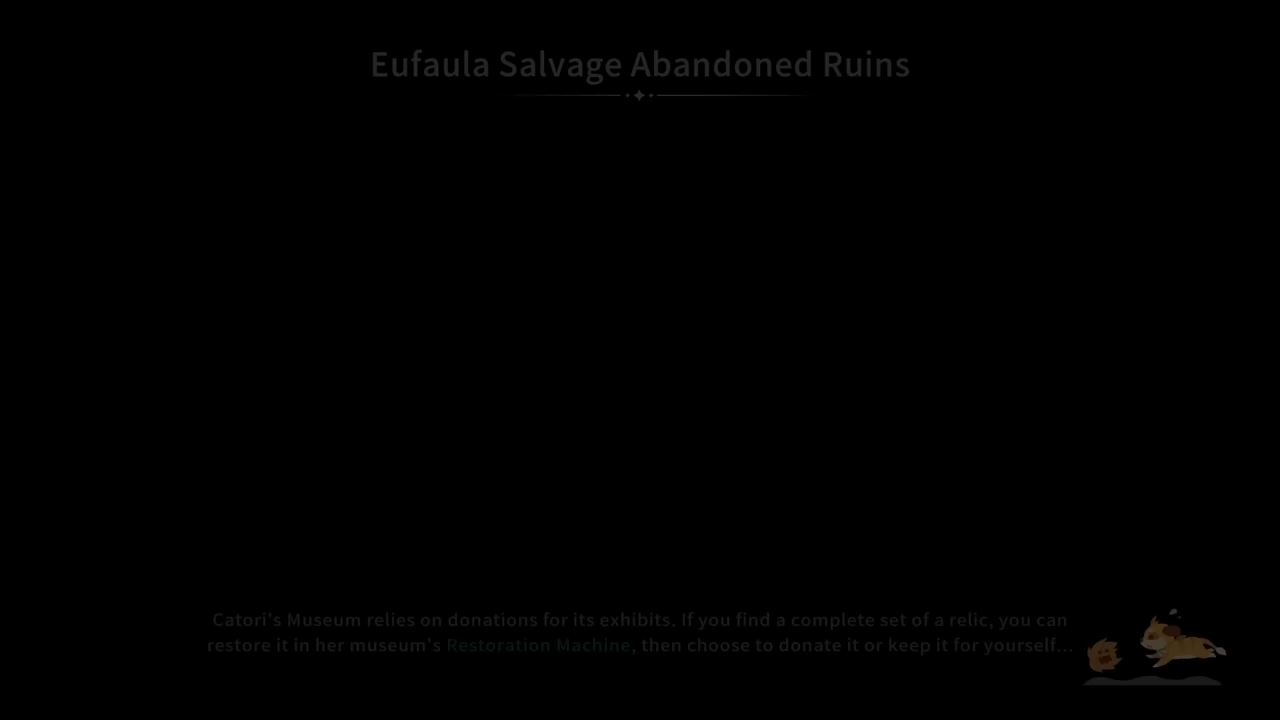 Eufaula Salvage Abandoned Ruins
Catori's Museum relies on donations for its exhibits. If you find a complete set of a relic, you can
restore it in her museum's Restoration Machine, then choose to donate it or keep it for yourself...